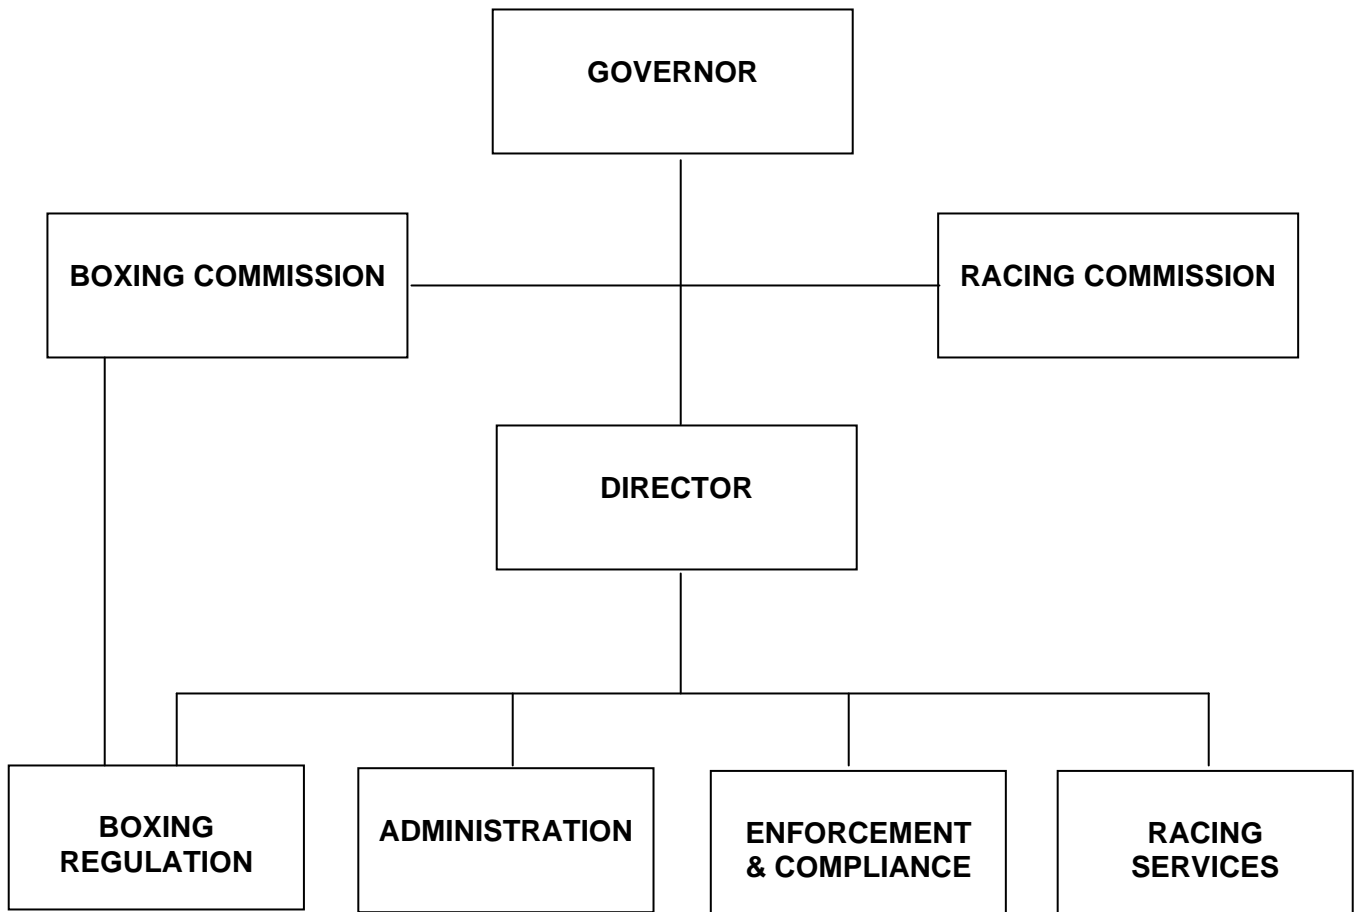 GOVERNOR
BOXING COMMISSION
RACING COMMISSION
DIRECTOR
BOXING
REGULATION
ADMINISTRATION
ENFORCEMENT
& COMPLIANCE
RACING
SERVICES